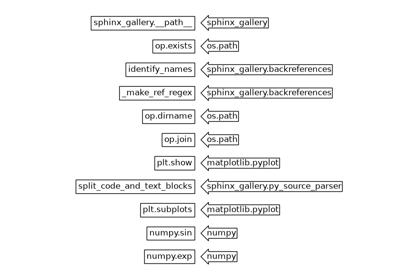 sphinx_gallery.__path__ sphinx_gallery
op.exists os.path
identify_names sphinx_gallery.backreferences
_make_ref_regex sphinx_gallery.backreferences
op.dirname os.path
op.join os.path
plt.show matplotlib.pyplot
split_code_and_text_blocks sphinx_gallery.py_source_parser
plt.subplots matplotlib.pyplot
numpy.sin numpy
numpy.exp numpy